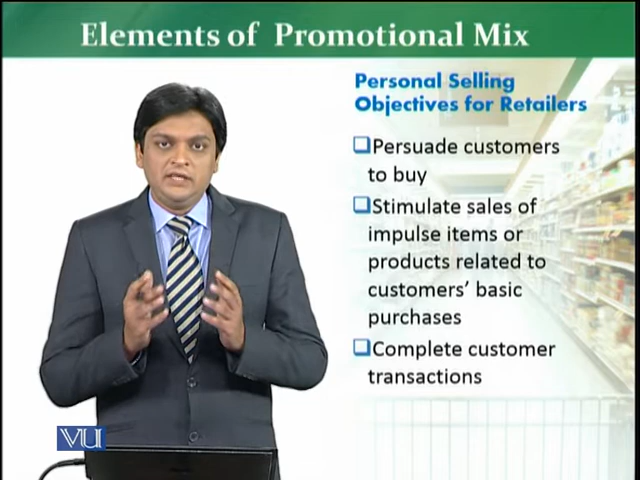 Elements of Promotional Mix
Personal Selling
Objectives for Retailers
❑Persuade customers
to buy
❑Stimulate sales of
impulse items or
products related to
customers’ basic
purchases
❑Complete customer
transactions
VU